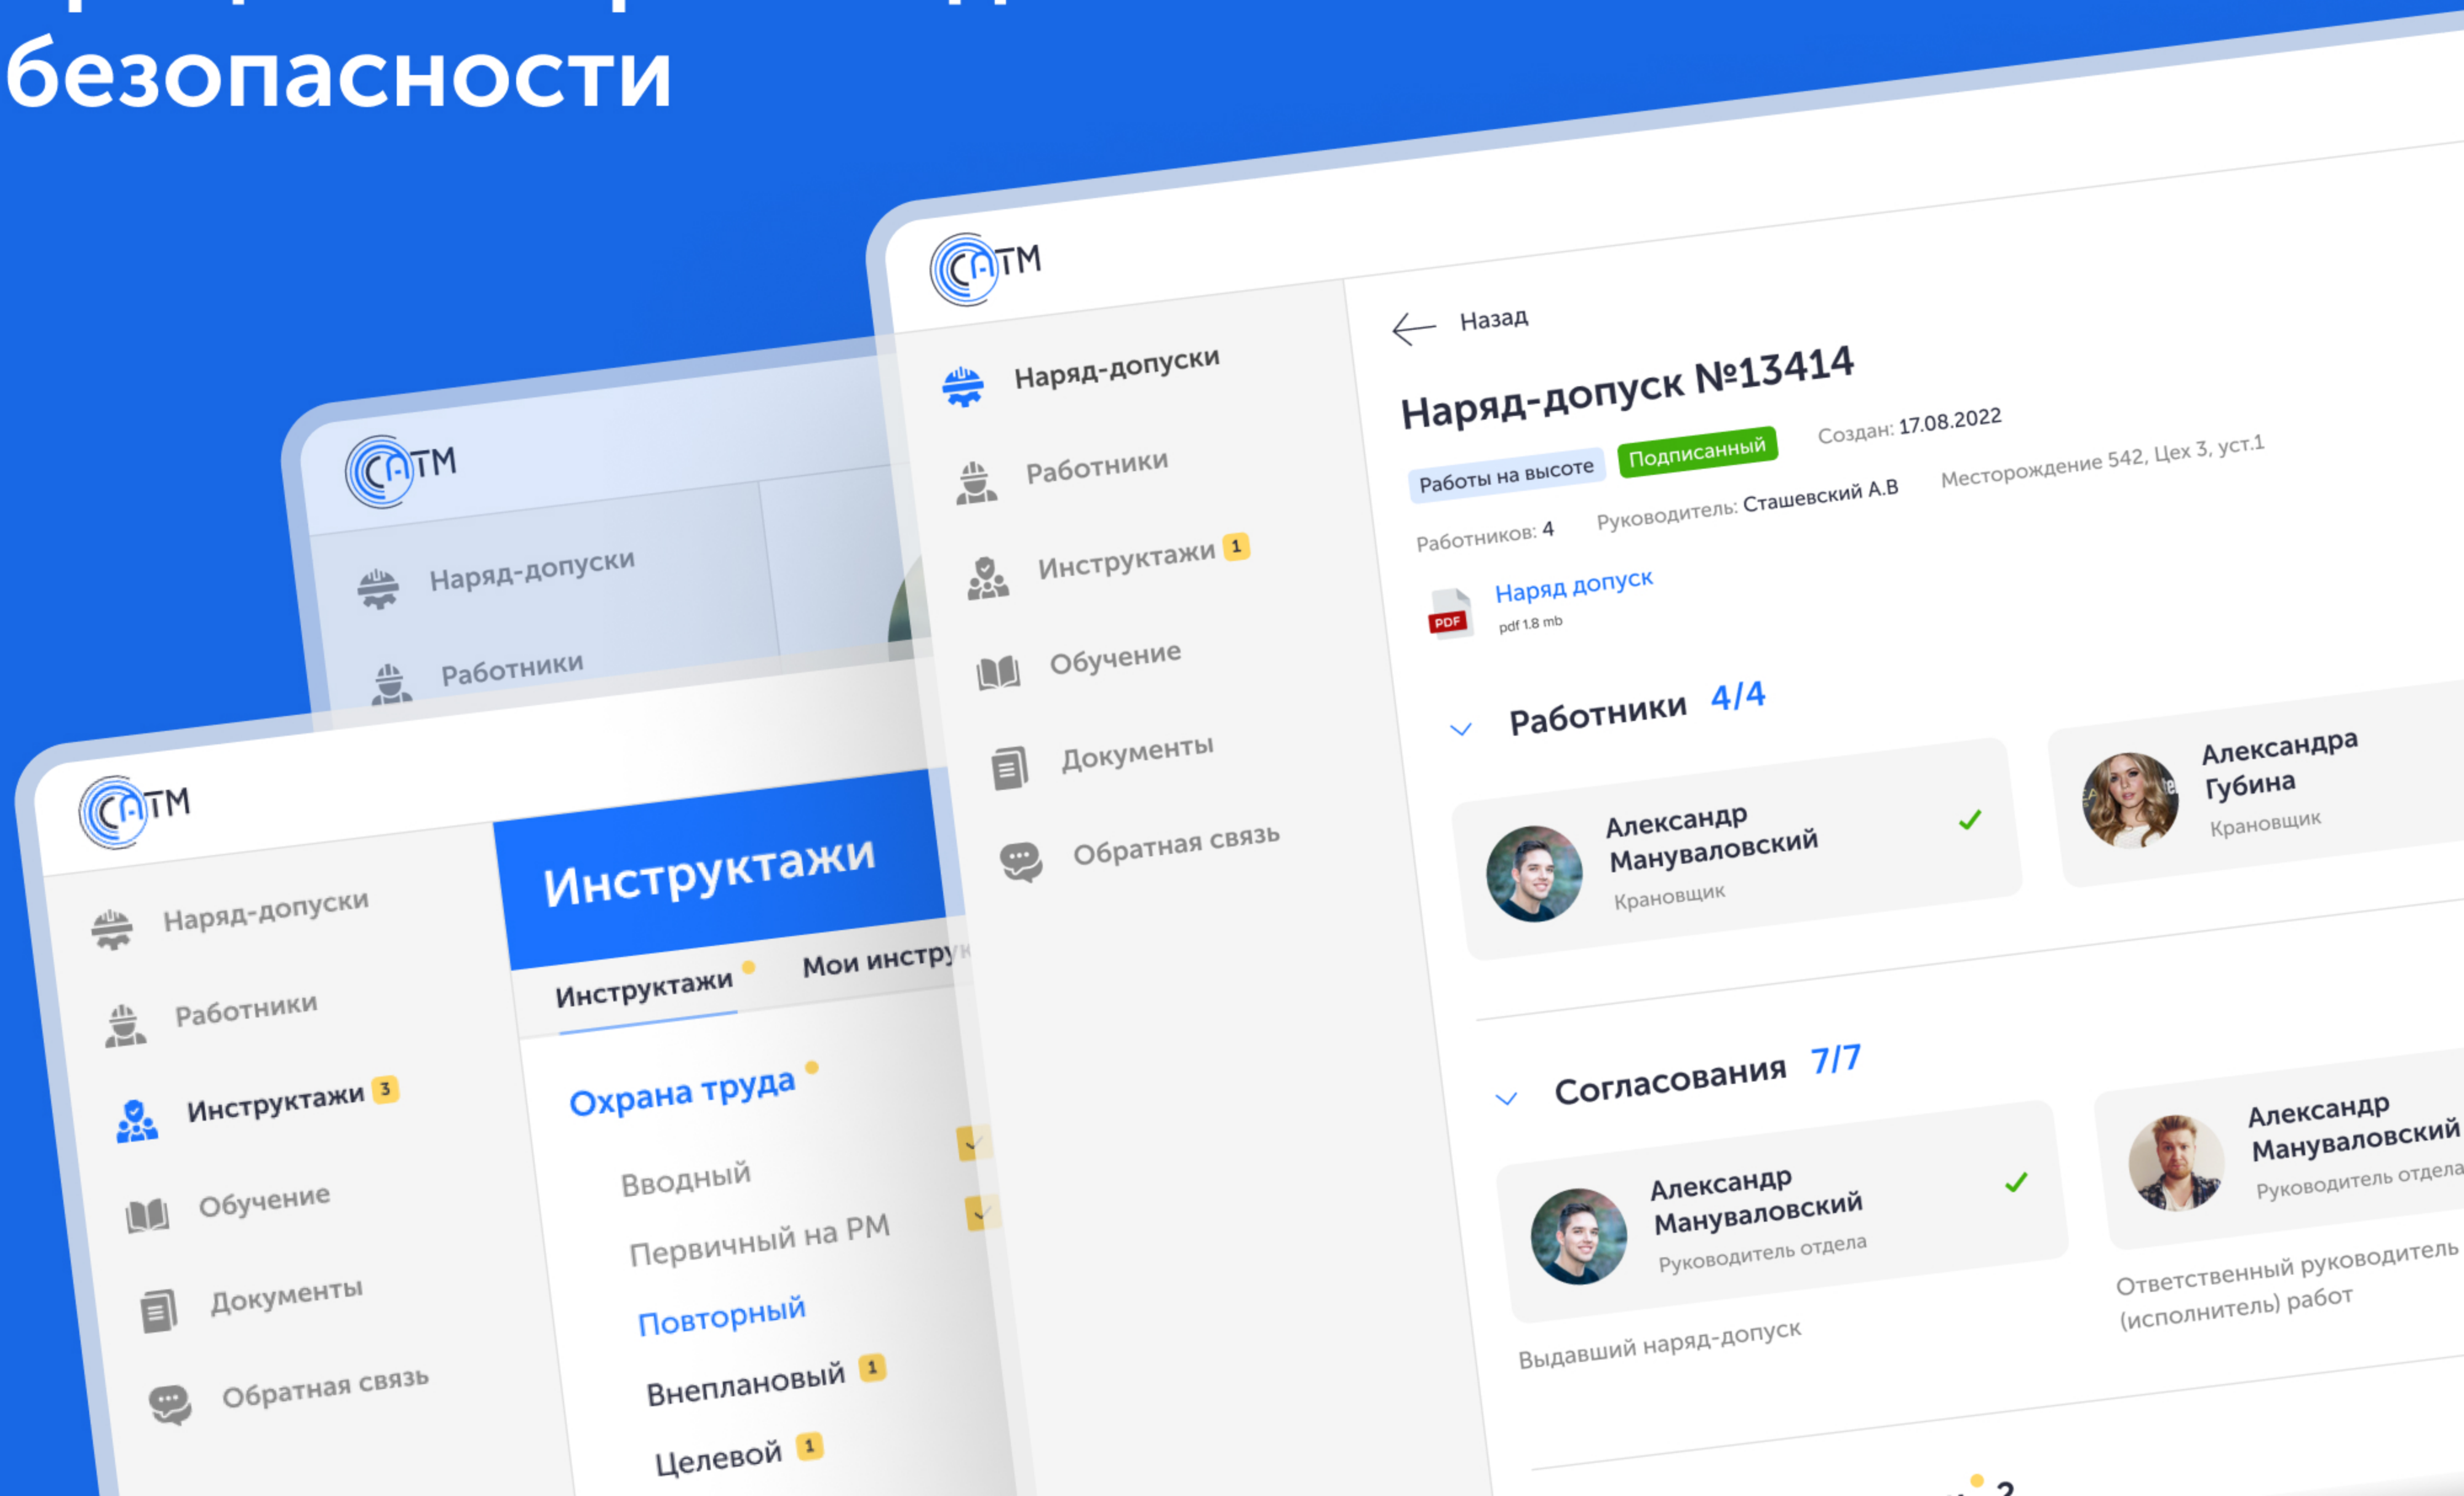 безопасности
САТМ
Наряд-допуски
Работники
САТМ
Наряд-допуски
Работники
Инструктажи 3
Обучение
Документы
Обратная связь
Инструктажи
Инструктажи
Мои инструк
Охрана труда
Вводный
Первичный на РМ
Повторный
Внеплановый 1
Целевой 1
САТМ
Наряд-допуски
Работники
Инструктажи 1
Обучение
Документы
Обратная связь
Назад
Наряд-допуск №13414
Работы на высоте Подписанный Создан: 17.08.2022
Работников: 4 Руководитель: Сташевский А.В Месторождение 542, Цех 3, уст.1
PDF
Наряд допуск
pdf 1.8 mb
Работники 4/4
Александр
Мануваловский
Крановщик
Александра
Губина
Крановщик
Согласования 7/7
Александр
Мануваловский
Руководитель отдела
Выдавший наряд-допуск
Александр
Мануваловский
Руководитель отдела
Ответственный руководитель
(исполнитель) работ
2